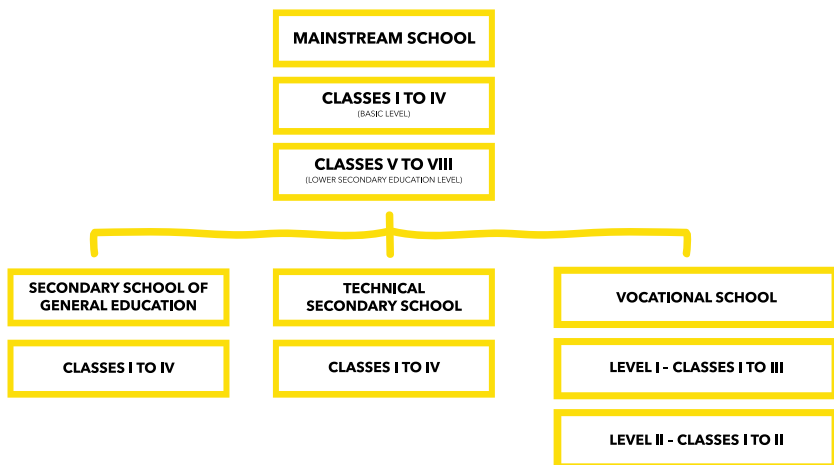 MAINSTREAM SCHOOL
CLASSES I TO IV
(BASIC LEVEL)
CLASSES V TO VIII
(LOWER SECONDARY EDUCATION LEVEL)
SECONDARY SCHOOL OF
GENERAL EDUCATION
CLASSES I TO IV
TECHNICAL
SECONDARY SCHOOL
CLASSES I TO IV
VOCATIONAL SCHOOL
LEVEL I – CLASSES I TO III
LEVEL II – CLASSES I TO II